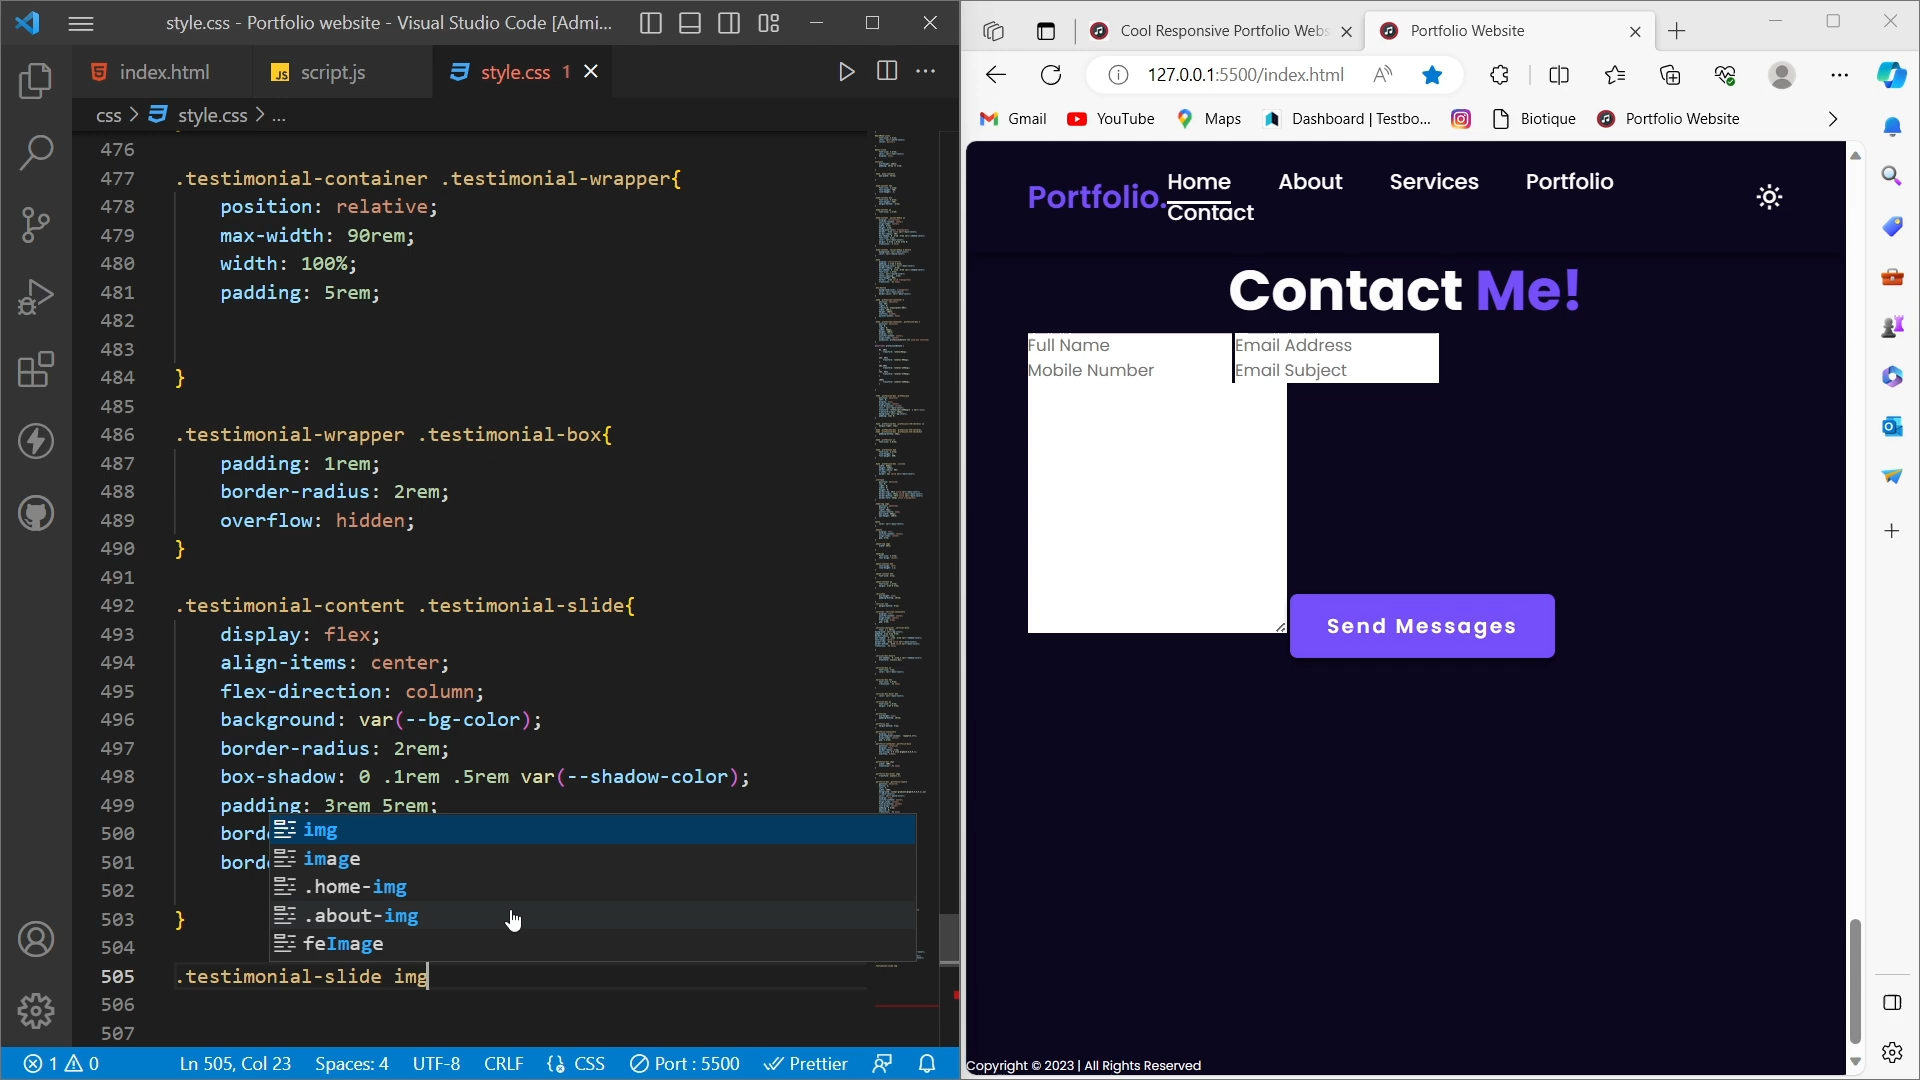 style.css - Portfolio website - Visual Studio Code [Admi...
index.html
JS script.js
style.css 1
css > style.css > ...
476
477 .testimonial-container .testimonial-wrapper{
478 position: relative;
479 max-width: 90rem;
480 width: 100%;
481 padding: 5rem;
482
483
484 }
485
486 .testimonial-wrapper .testimonial-box{
487 padding: 1rem;
488 border-radius: 2rem;
489 overflow: hidden;
490 }
491
492 .testimonial-content .testimonial-slide{
493 display: flex;
494 align-items: center;
495 flex-direction: column;
496 background: var(--bg-color);
497 border-radius: 2rem;
498 box-shadow: 0 .1rem .5rem var(--shadow-color);
499 padding: 3rem 5rem;
500 borde
501 borde
502
503 }
504
505 .testimonial-slide img
506
507
img
image
.home-img
.about-img
feImage
1 0
Ln 505, Col 23
Spaces: 4
UTF-8
CRLF
{} CSS
Port : 5500
Prettier
Cool Responsive Portfolio Webs
Portfolio Website
127.0.0.1:5500/index.html
Gmail
YouTube
Maps
Dashboard | Testbo...
Biotique
Portfolio Website
Portfolio.
Home
About
Services
Portfolio
Contact
Contact Me!
Full Name
Email Address
Mobile Number
Email Subject
Send Messages
Copyright © 2023 | All Rights Reserved